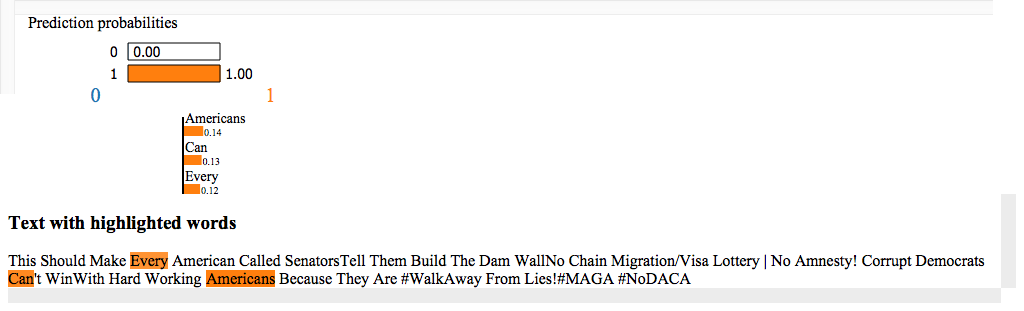 Prediction probabilities
0 0.00
1 1.00
0 1
Americans
0.14
Can
0.13
Every
0.12
Text with highlighted words
This Should Make Every American Called SenatorsTell Them Build The Dam WallNo Chain Migration/Visa Lottery | No Amnesty! Corrupt Democrats
Can't WinWith Hard Working Americans Because They Are #WalkAway From Lies!#MAGA #NoDACA